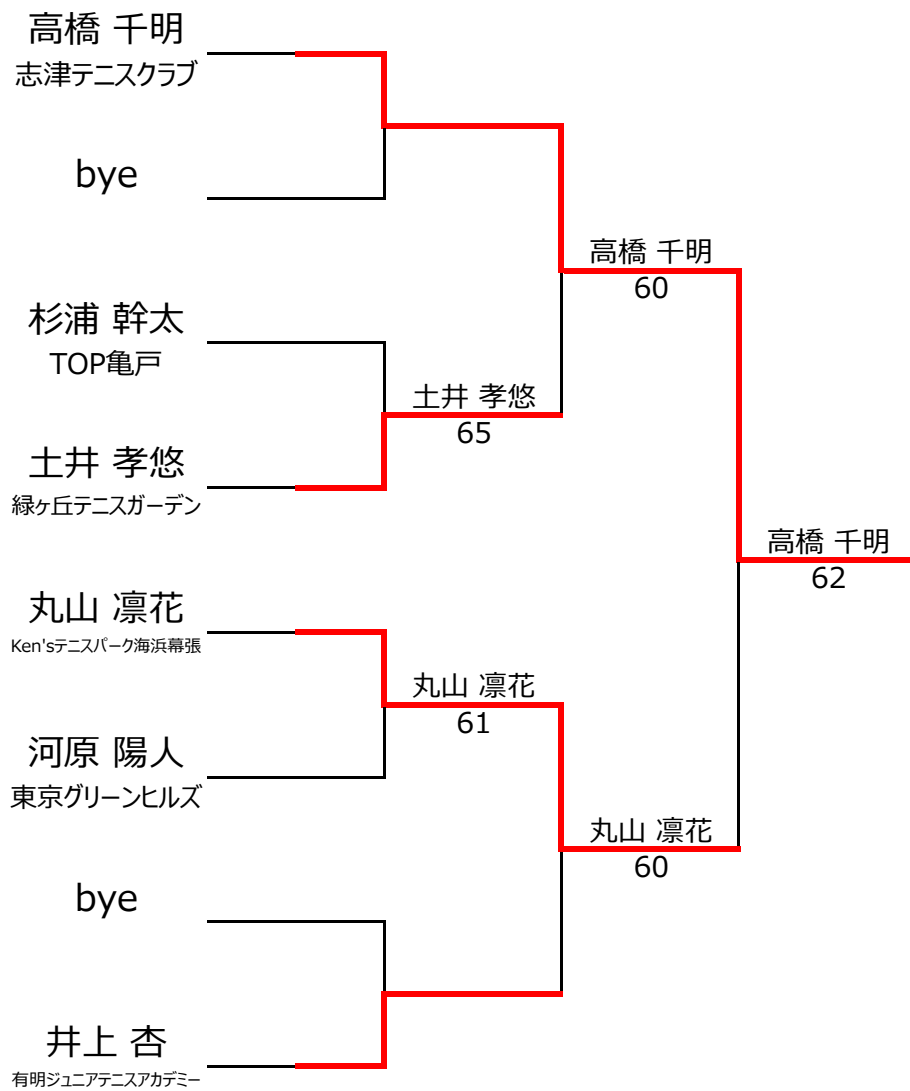 高橋 千明
志津テニスクラブ
bye
杉浦 幹太
TOP亀戸
土井 孝悠
緑ヶ丘テニスガーデン
丸山 凛花
Ken'sテニスパーク海浜幕張
河原 陽人
東京グリーンヒルズ
bye
井上 杏
有明ジュニアテニスアカデミー
土井 孝悠
65
丸山 凛花
61
高橋 千明
60
丸山 凛花
60
高橋 千明
62